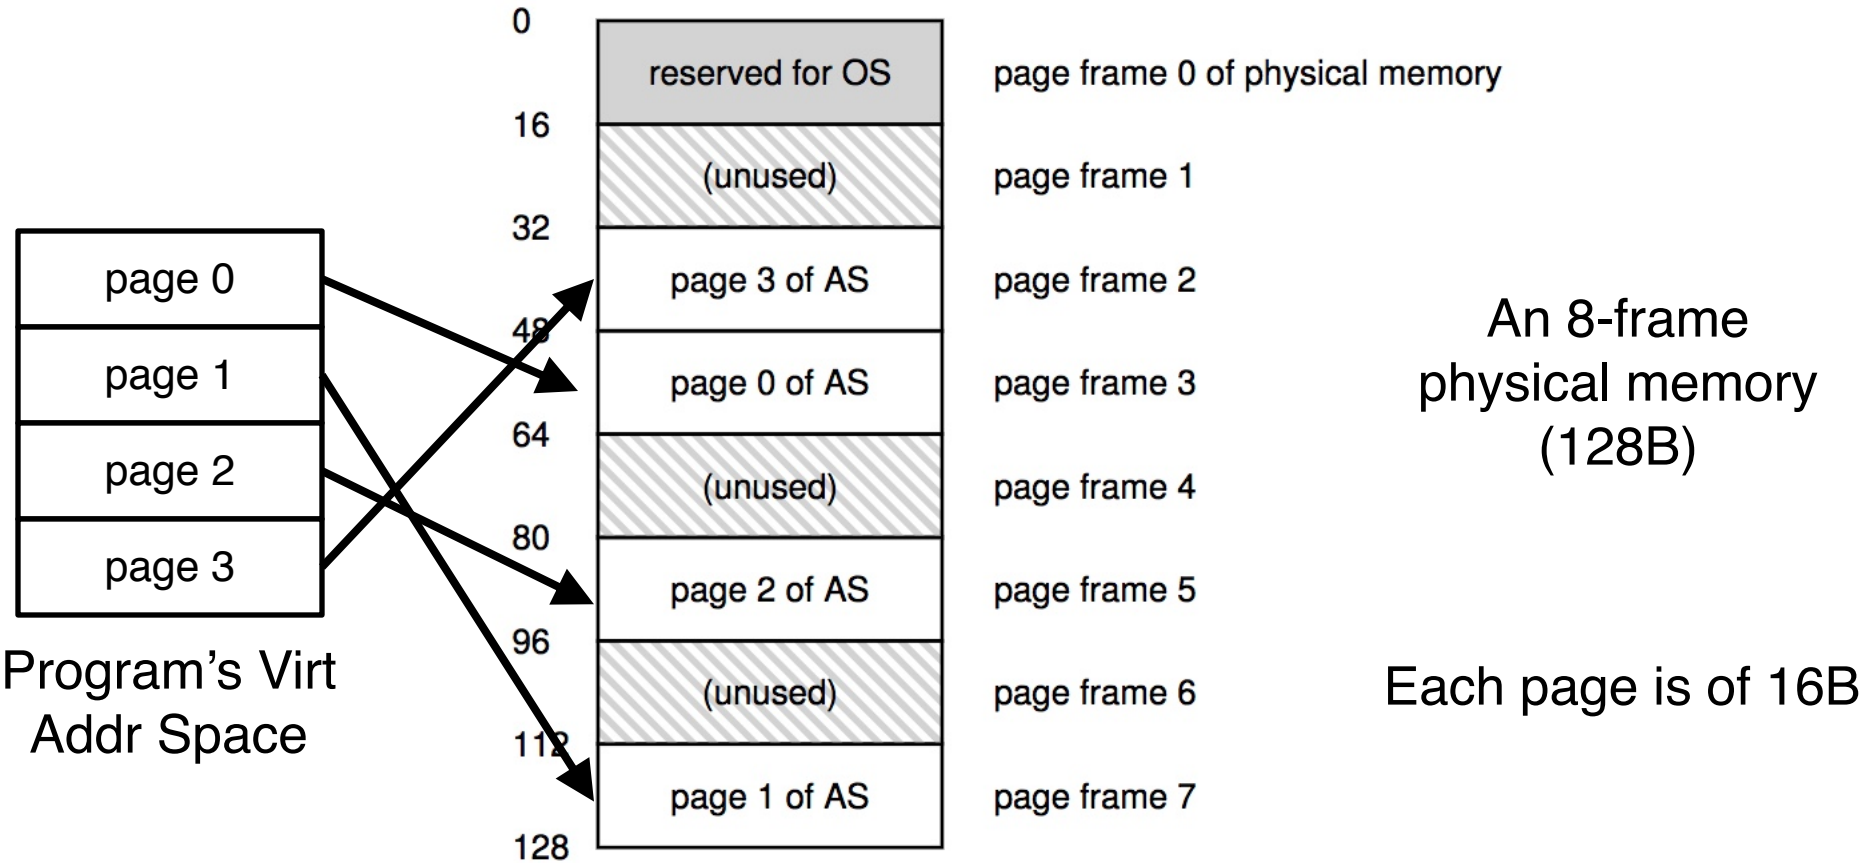 0
reserved for OS page frame 0 of physical memory
16
(unused) page frame 1
32
page 0
page 3 of AS page frame 2
48
page 1
page 0 of AS page frame 3
64
page 2
(unused) page frame 4
80
page 3
page 2 of AS page frame 5
96
(unused) page frame 6
112
page 1 of AS page frame 7
128
Program’s Virt
Addr Space
An 8-frame
physical memory
(128B)
Each page is of 16B